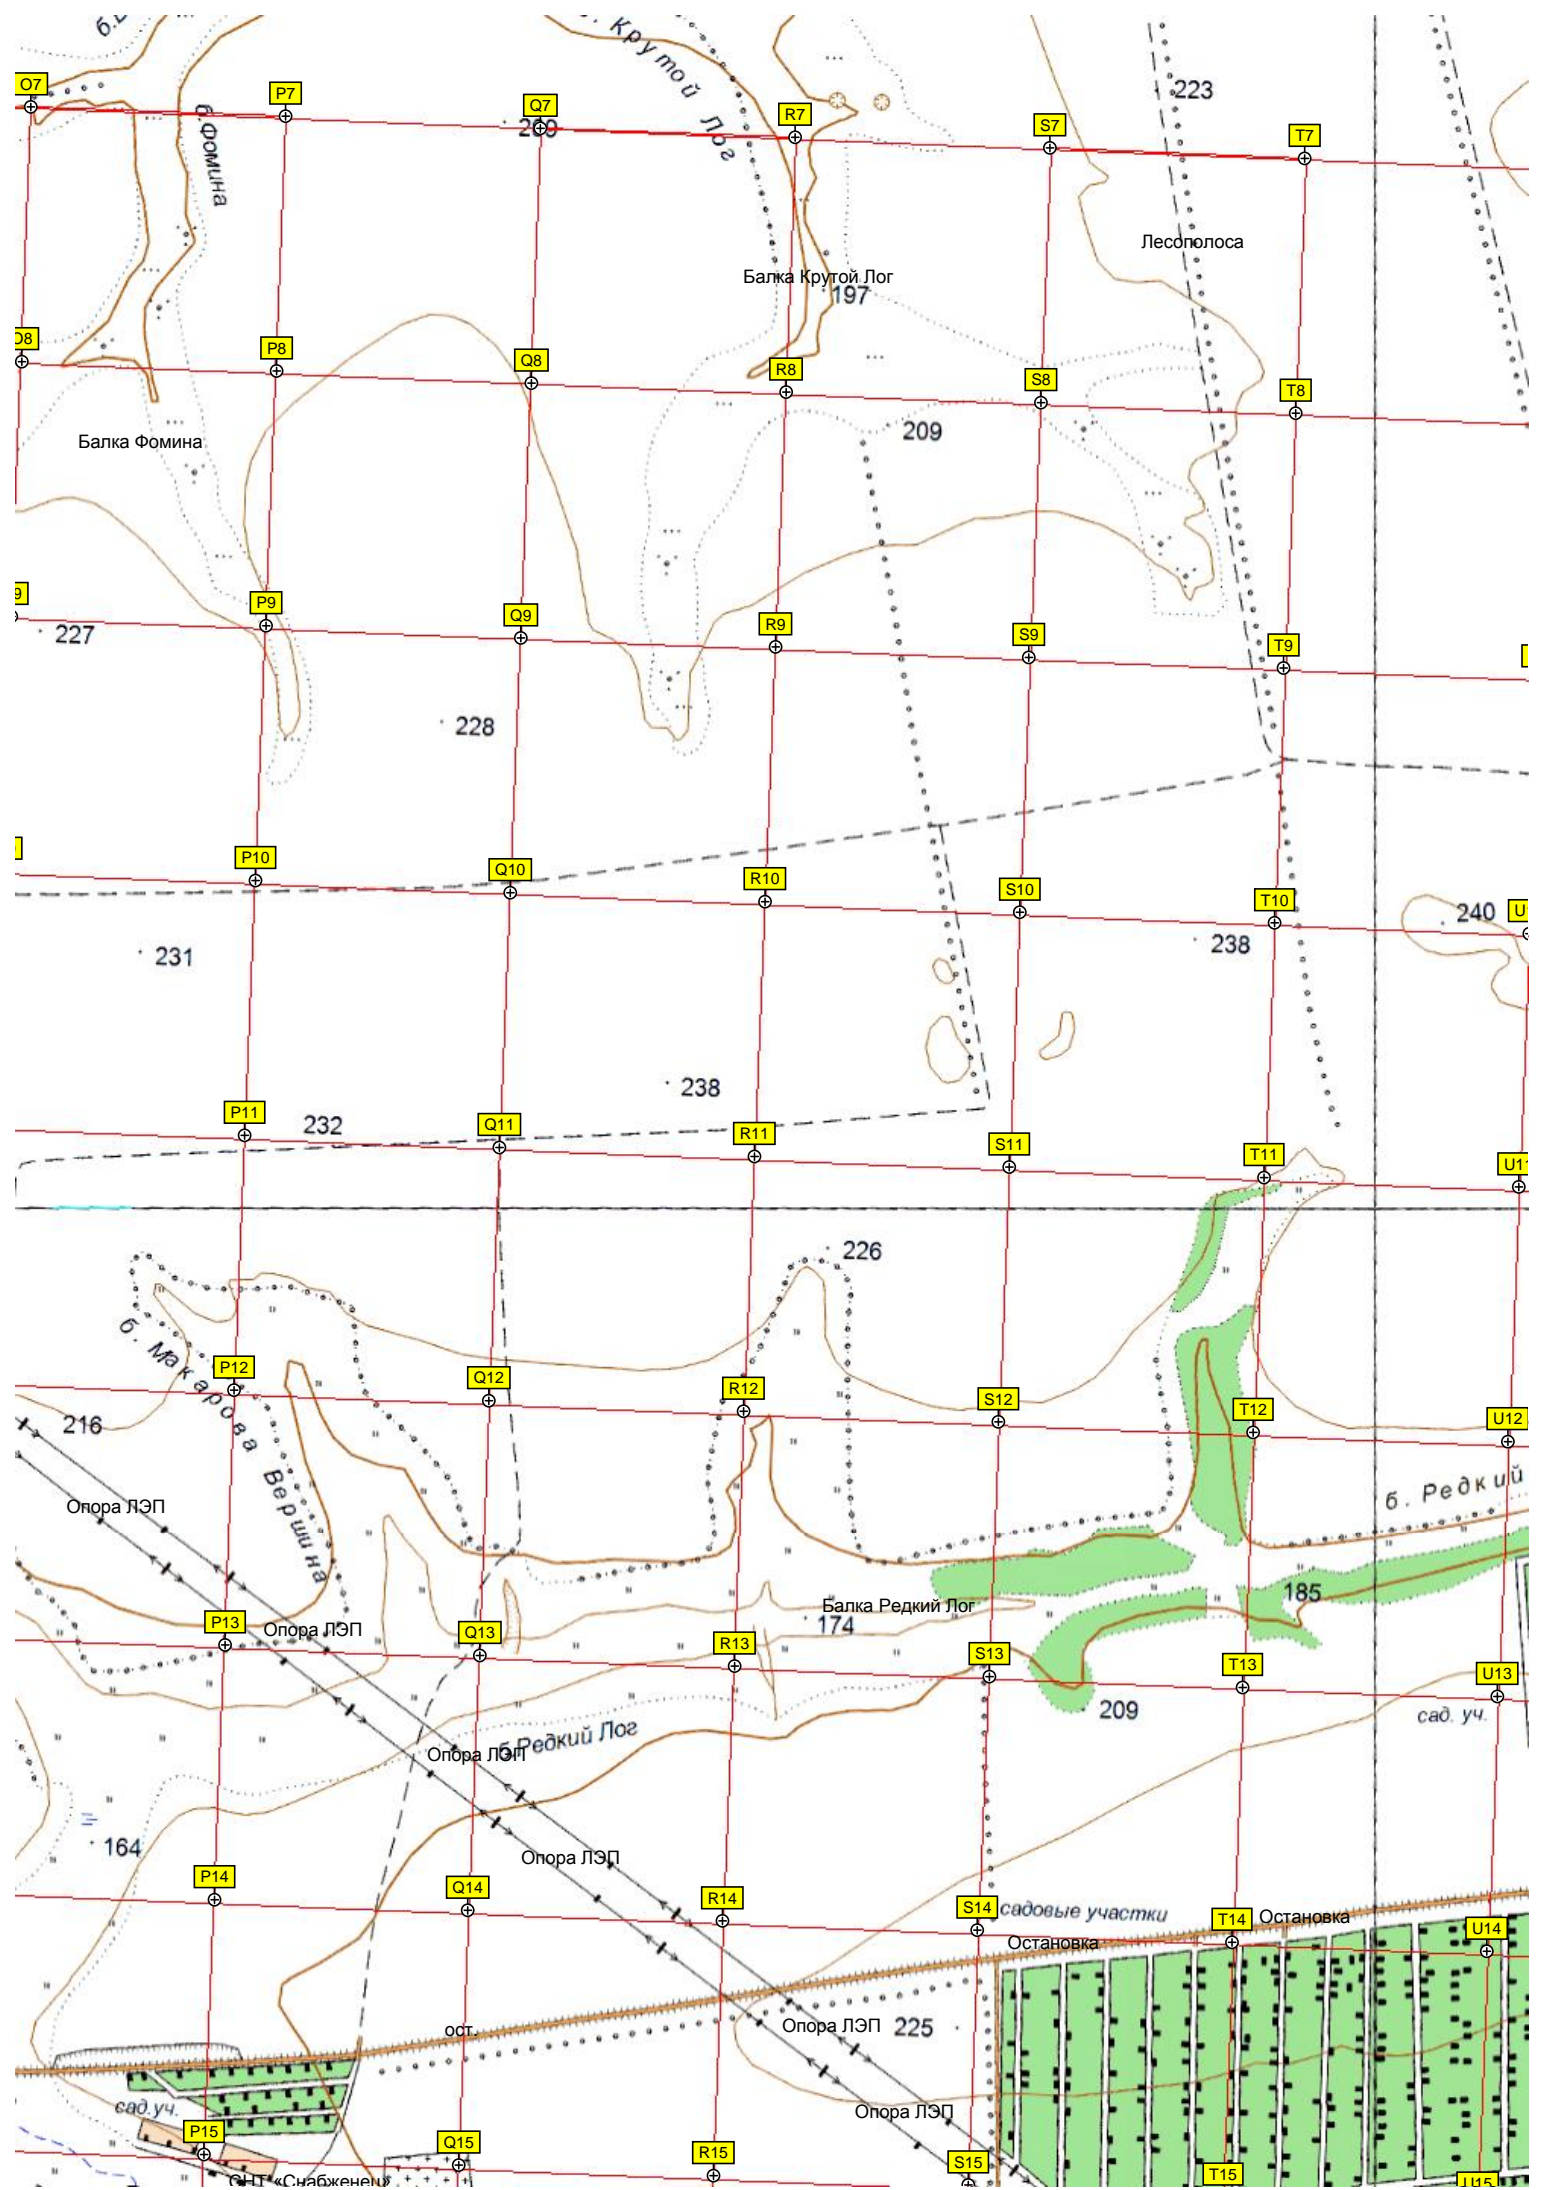 Крутой Лог
O7
P7
Q7
R7
S7
T7
223
б.Фомина
Лесополоса
Балка Крутой Лог
197
P8
Q8
R8
S8
T8
Балка Фомина
209
P9
Q9
R9
S9
T9
227
228
P10
Q10
R10
S10
T10
240
231
238
238
P11
232
Q11
R11
S11
T11
226
б. Макарова Вершина
P12
Q12
R12
S12
T12
U12
216
б. Редкий
Опора ЛЭП
185
Балка Редкий Лог
174
P13
Опора ЛЭП
Q13
R13
S13
T13
U13
209
сад. уч.
б.Редкий Лог
Опора ЛЭП
164
Опора ЛЭП
P14
Q14
R14
S14
садовые участки
T14
Остановка
U14
Остановка
ост.
Опора ЛЭП
225
сад.уч.
Опора ЛЭП
P15
Q15
R15
S15
T15
U15
СНТ «Снабженец»